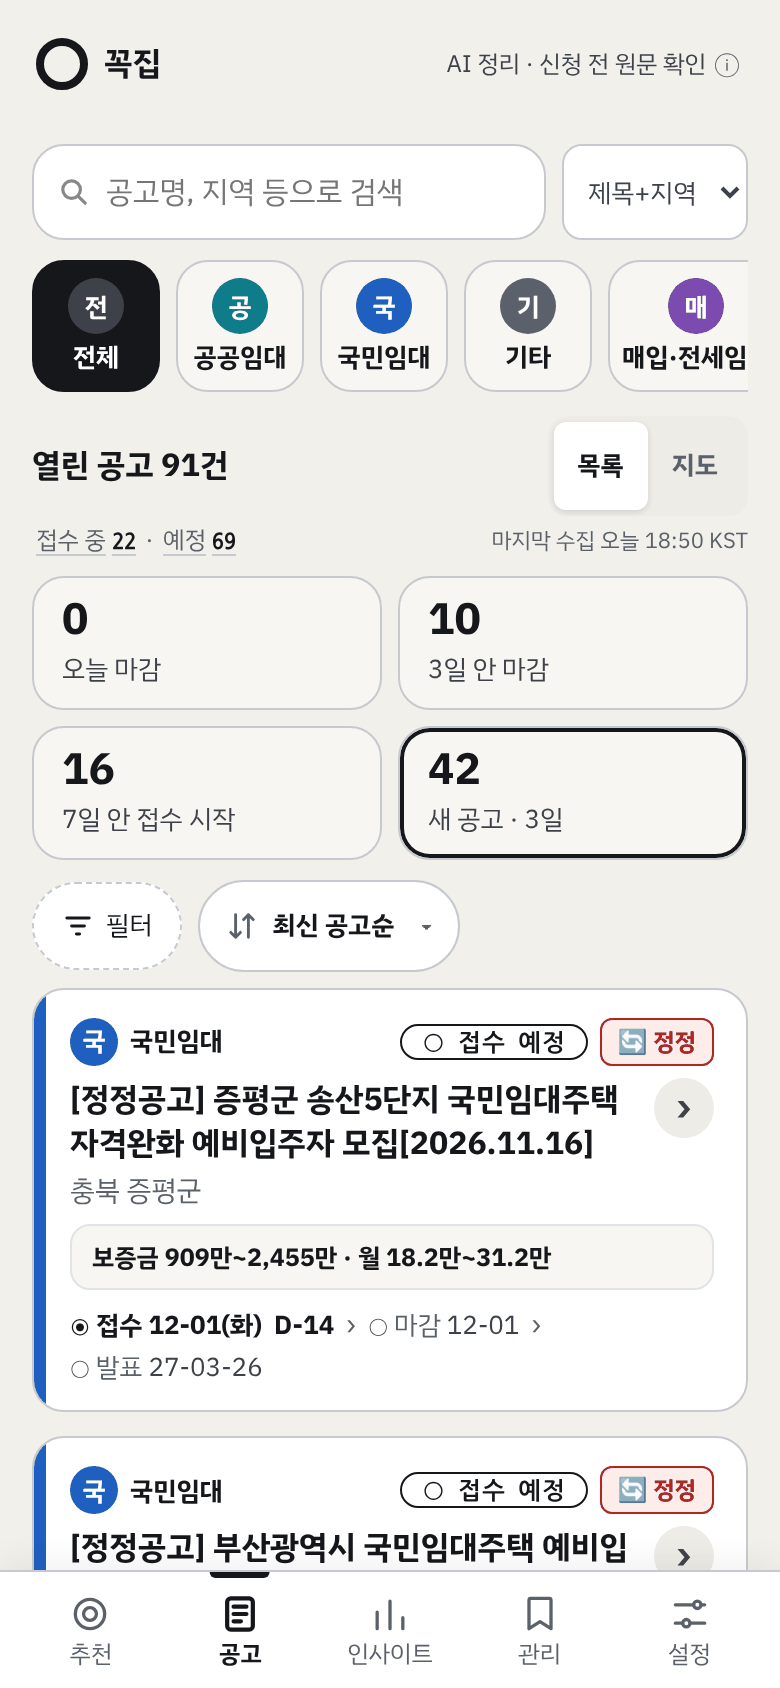 꼭집
AI 정리 · 신청 전 원문 확인 ⓘ
공고명, 지역 등으로 검색
제목+지역
전
전체
공
공공임대
국
국민임대
기
기타
매
매입·전세임
열린 공고 91건
목록
지도
접수 중 22 · 예정 69
마지막 수집 오늘 18:50 KST
0
오늘 마감
10
3일 안 마감
16
7일 안 접수 시작
42
새 공고 · 3일
필터
최신 공고순
국 국민임대
○ 접수 예정
🔄 정정
[정정공고] 증평군 송산5단지 국민임대주택
자격완화 예비입주자 모집[2026.11.16]
›
충북 증평군
보증금 909만~2,455만 · 월 18.2만~31.2만
◉ 접수 12-01(화) D-14 › ○ 마감 12-01 ›
○ 발표 27-03-26
국 국민임대
○ 접수 예정
🔄 정정
[정정공고] 부산광역시 국민임대주택 예비입
›
추천
공고
인사이트
관리
설정